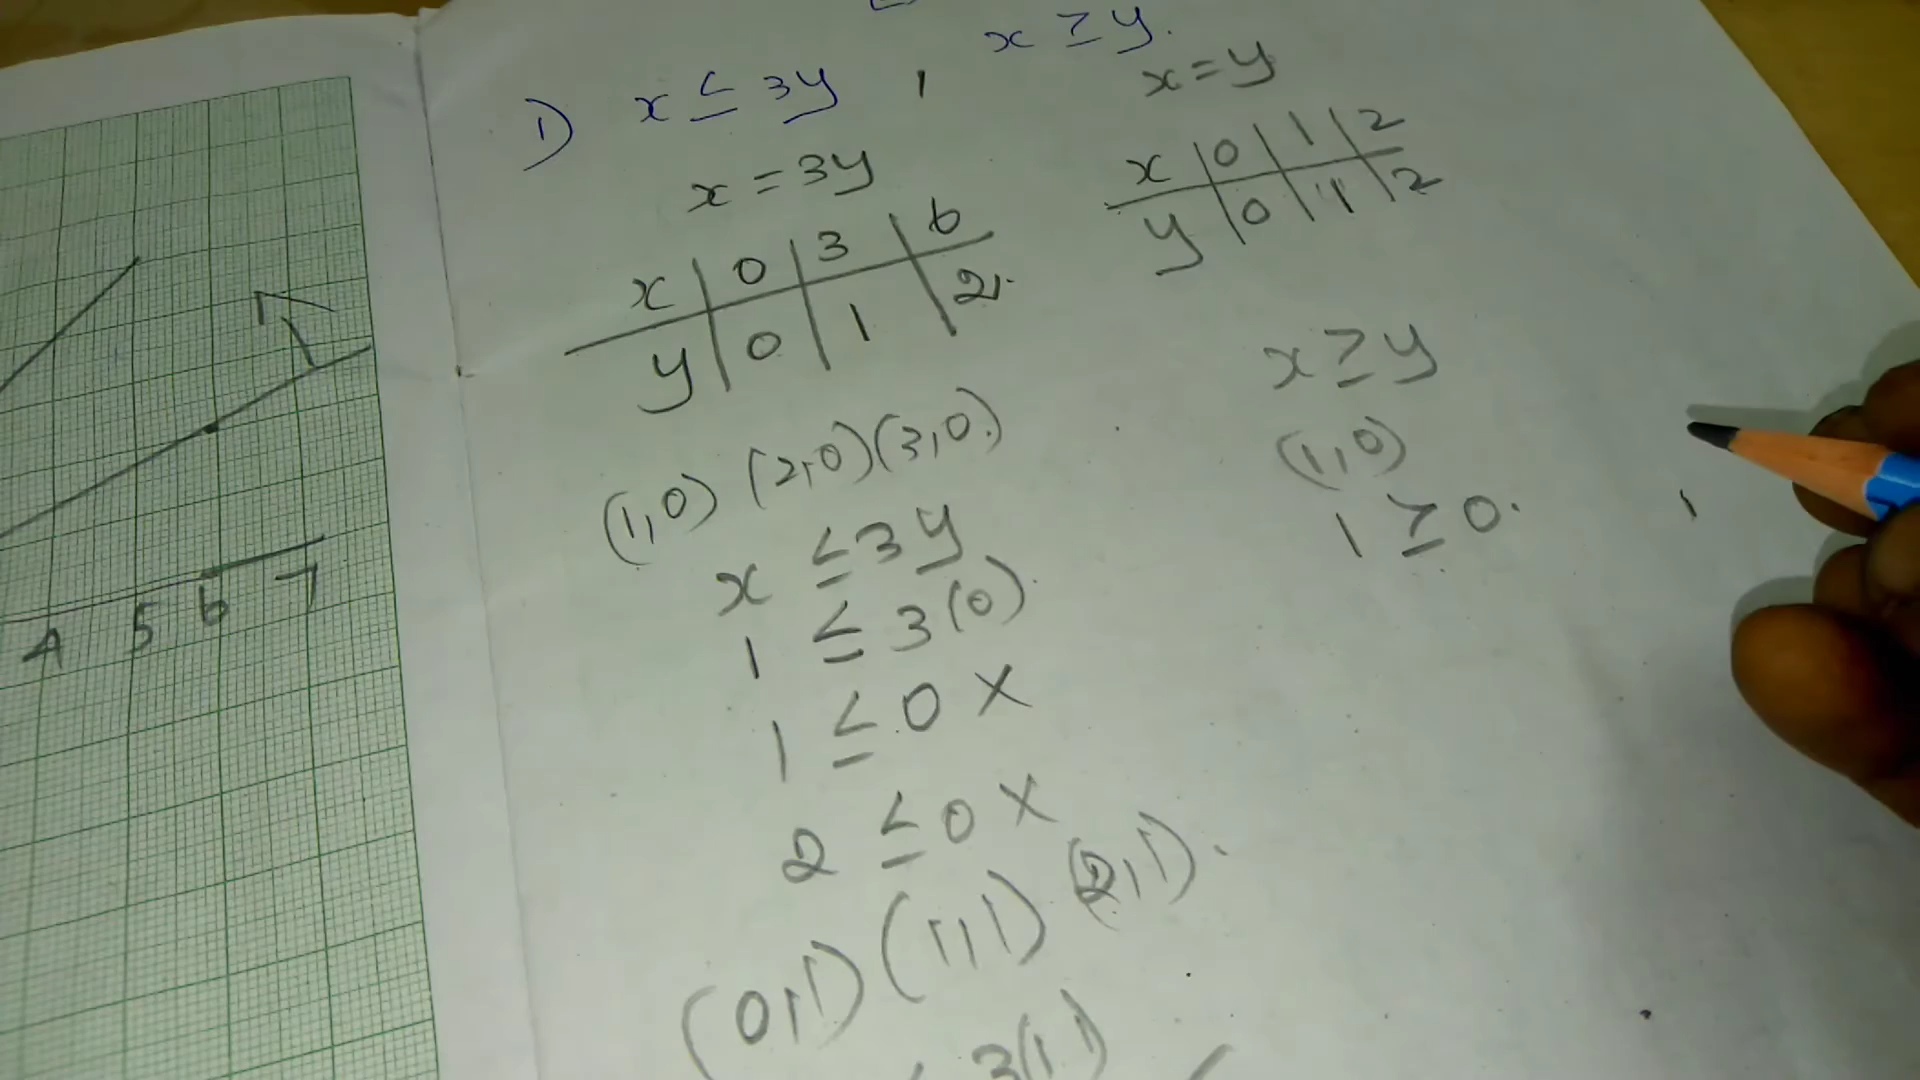 1) x ≤ 3y , x ≥ y.
x = 3y
x | 0 | 3 | 6
y | 0 | 1 | 2.
(1,0) (2,0) (3,0)
x ≤ 3y
1 ≤ 3(0).
1 ≤ 0 X
2 ≤ 0 X
(0,1) (1,1) (2,1).
3(1)
x = y
x | 0 | 1 | 2
y | 0 | 1 | 2
x ≥ y
(1,0)
1 ≥ 0.
4 5 6 7